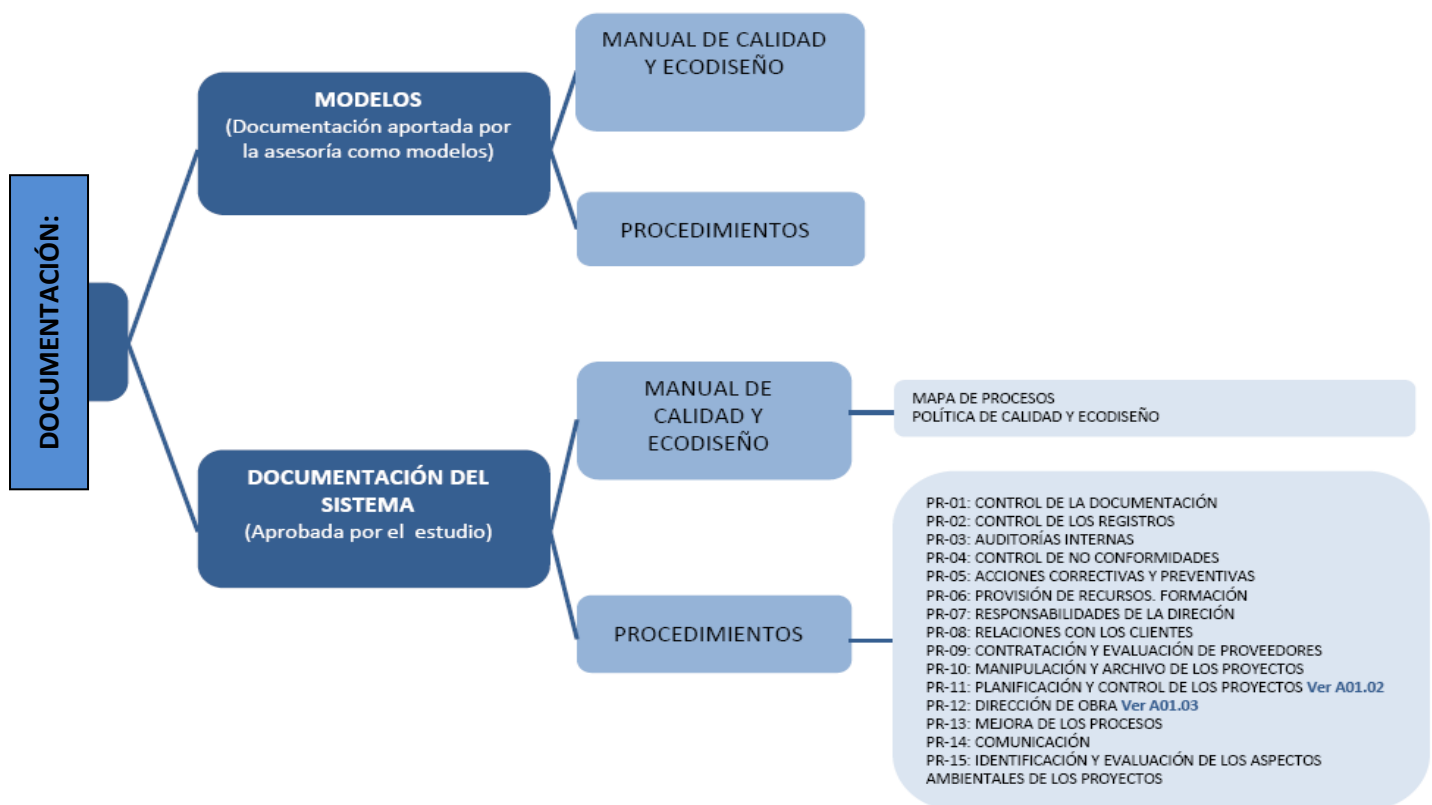 DOCUMENTACIÓN:
MODELOS
(Documentación aportada por
la asesoría como modelos)
MANUAL DE CALIDAD
Y ECODISEÑO
PROCEDIMIENTOS
DOCUMENTACIÓN DEL
SISTEMA
(Aprobada por el  estudio)
MANUAL DE
CALIDAD Y
ECODISEÑO
MAPA DE PROCESOS
POLÍTICA DE CALIDAD Y ECODISEÑO
PROCEDIMIENTOS
PR-01: CONTROL DE LA DOCUMENTACIÓN
PR-02: CONTROL DE LOS REGISTROS
PR-03: AUDITORÍAS INTERNAS
PR-04: CONTROL DE NO CONFORMIDADES
PR-05: ACCIONES CORRECTIVAS Y PREVENTIVAS
PR-06: PROVISIÓN DE RECURSOS. FORMACIÓN
PR-07: RESPONSABILIDADES DE LA DIRECIÓN
PR-08: RELACIONES CON LOS CLIENTES
PR-09: CONTRATACIÓN Y EVALUACIÓN DE PROVEEDORES
PR-10: MANIPULACIÓN Y ARCHIVO DE LOS PROYECTOS
PR-11: PLANIFICACIÓN Y CONTROL DE LOS PROYECTOS Ver A01.02
PR-12: DIRECCIÓN DE OBRA Ver A01.03
PR-13: MEJORA DE LOS PROCESOS
PR-14: COMUNICACIÓN
PR-15: IDENTIFICACIÓN Y EVALUACIÓN DE LOS ASPECTOS
AMBIENTALES DE LOS PROYECTOS